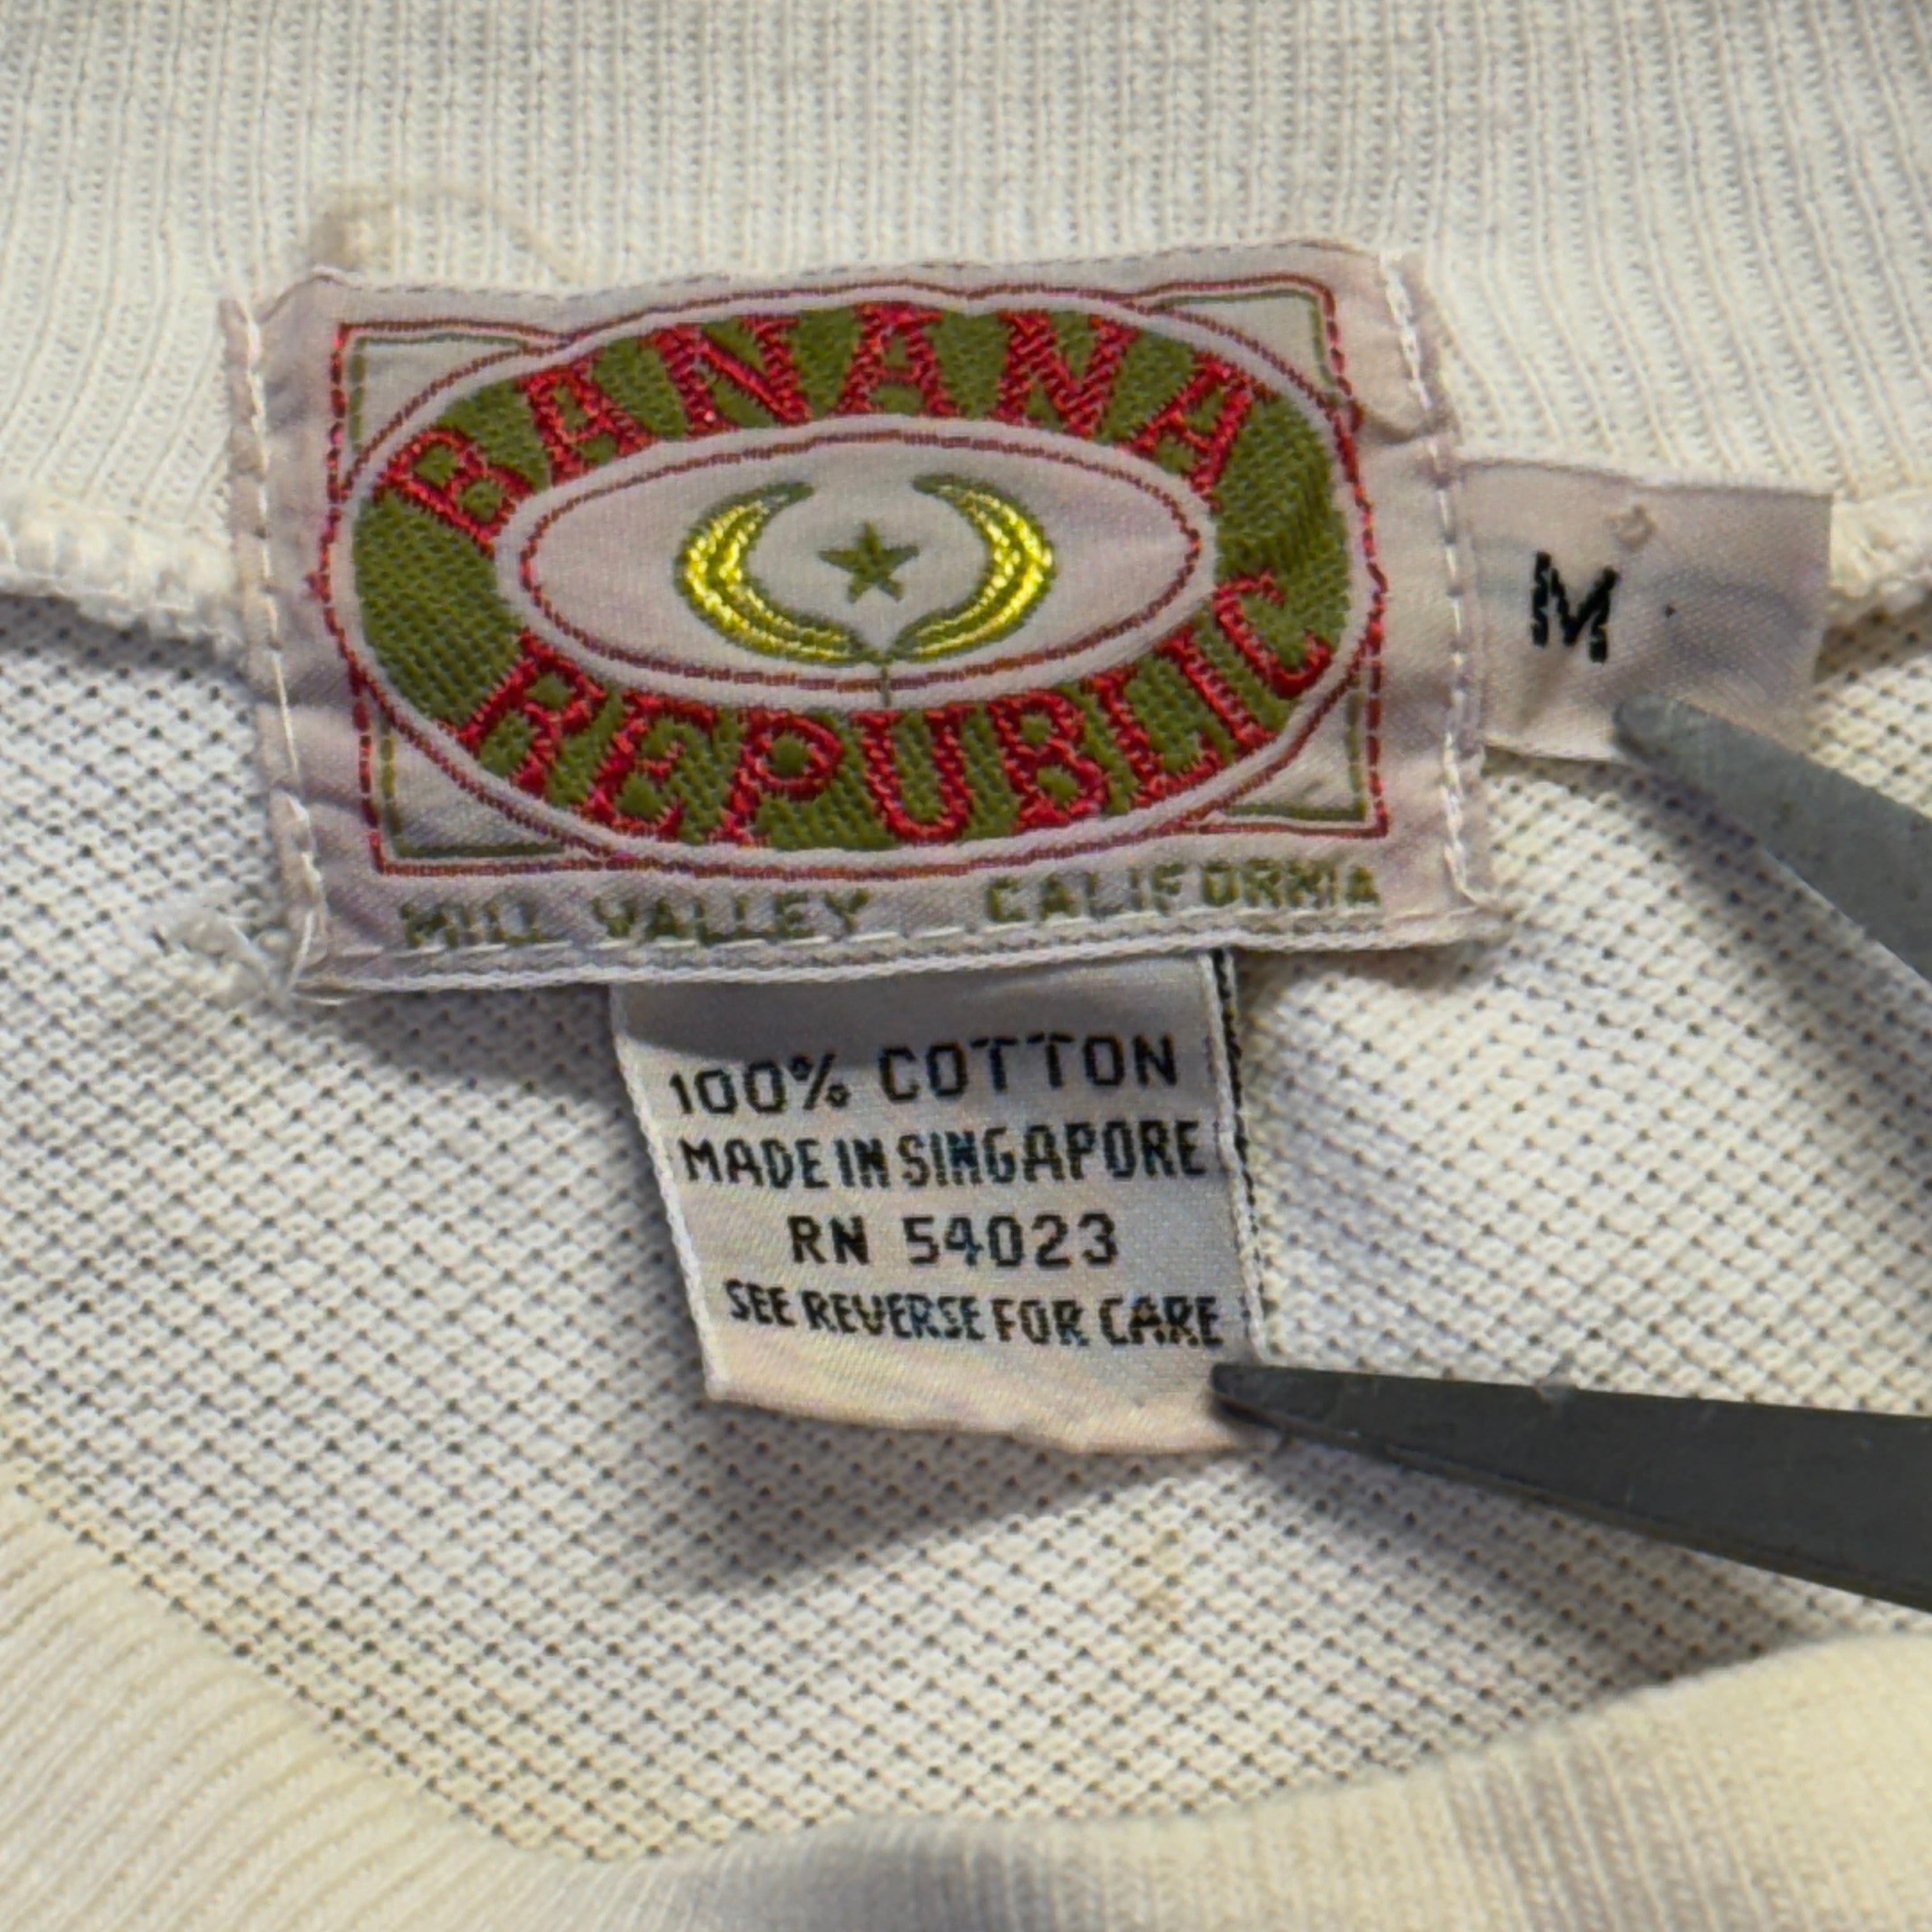 BANANA
REPUBLIC
MILL VALLEY CALIFORNIA
M
100% COTTON
MADE IN SINGAPORE
RN 54023
SEE REVERSE FOR CARE